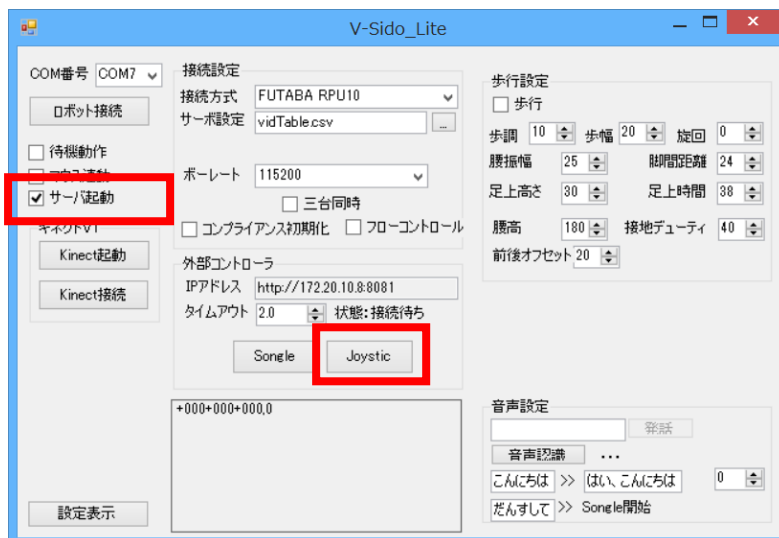 V-Sido_Lite
COM番号 COM7
ロボット接続
待機動作
サーバ起動
Kinect起動
Kinect接続
設定表示
接続設定
接続方式 FUTABA RPU10
サーボ設定 vidTable.csv ...
ボーレート 115200
三台同時
コンプライアンス初期化 フローコントロール
外部コントローラ
IPアドレス http://172.20.10.8:8081
タイムアウト 2.0 状態:接続待ち
Songle Joystic
+000+000+000,0
歩行設定
歩行
歩調 10 歩幅 20 旋回 0
腰振幅 25 脚間距離 24
足上高さ 30 足上時間 38
腰高 180 接地デューティ 40
前後オフセット 20
音声設定
発話
音声認識 ...
こんにちは >> はい、こんにちは 0
だんすして >> Songle開始